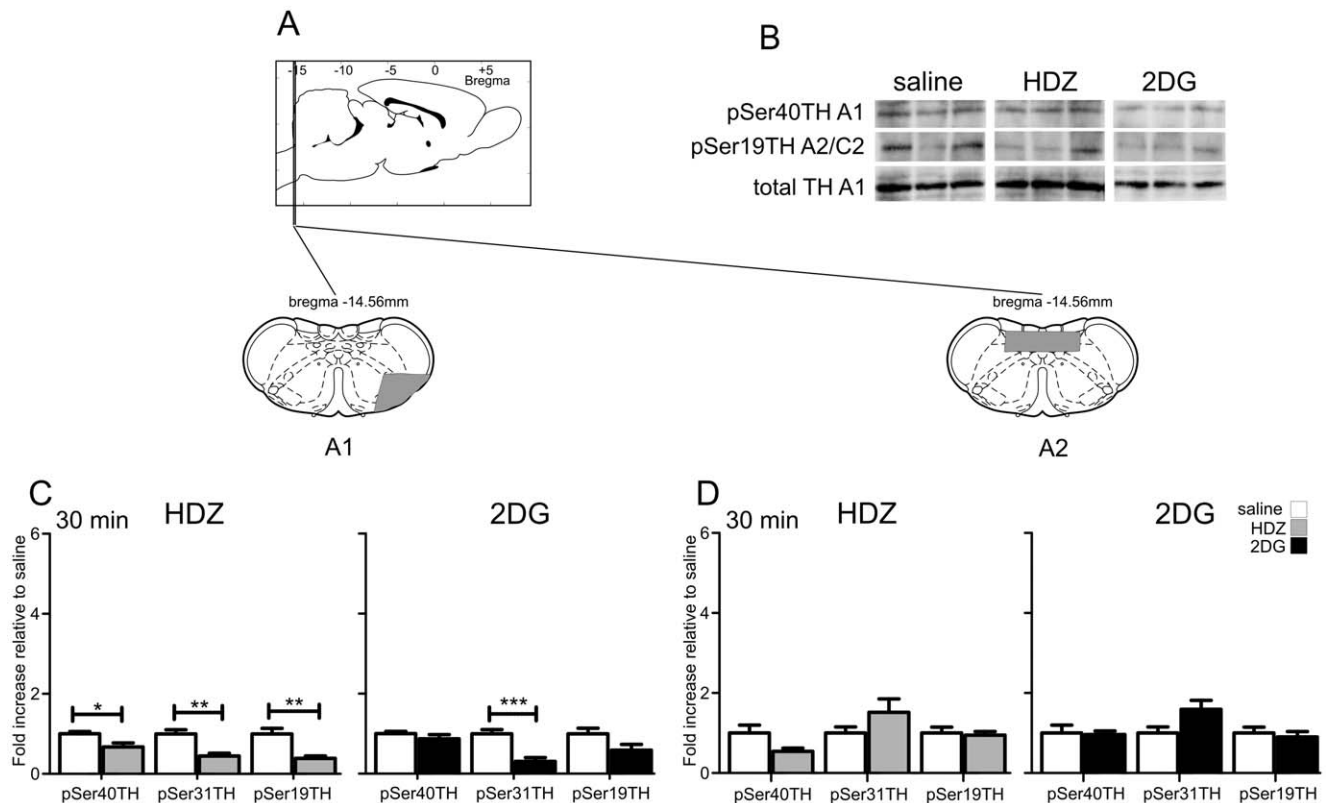 A
-15 -10 -5 0 +5
Bregma
B
saline HDZ 2DG
pSer40TH A1
pSer19TH A2/C2
total TH A1
bregma -14.56mm
A1
bregma -14.56mm
A2
C
30 min HDZ 2DG
Fold increase relative to saline
6
4
2
0
* ** ** ***
pSer40TH pSer31TH pSer19TH pSer40TH pSer31TH pSer19TH
D
30 min HDZ 2DG
saline
HDZ
2DG
Fold increase relative to saline
6
4
2
0
6
pSer40TH pSer31TH pSer19TH pSer40TH pSer31TH pSer19TH